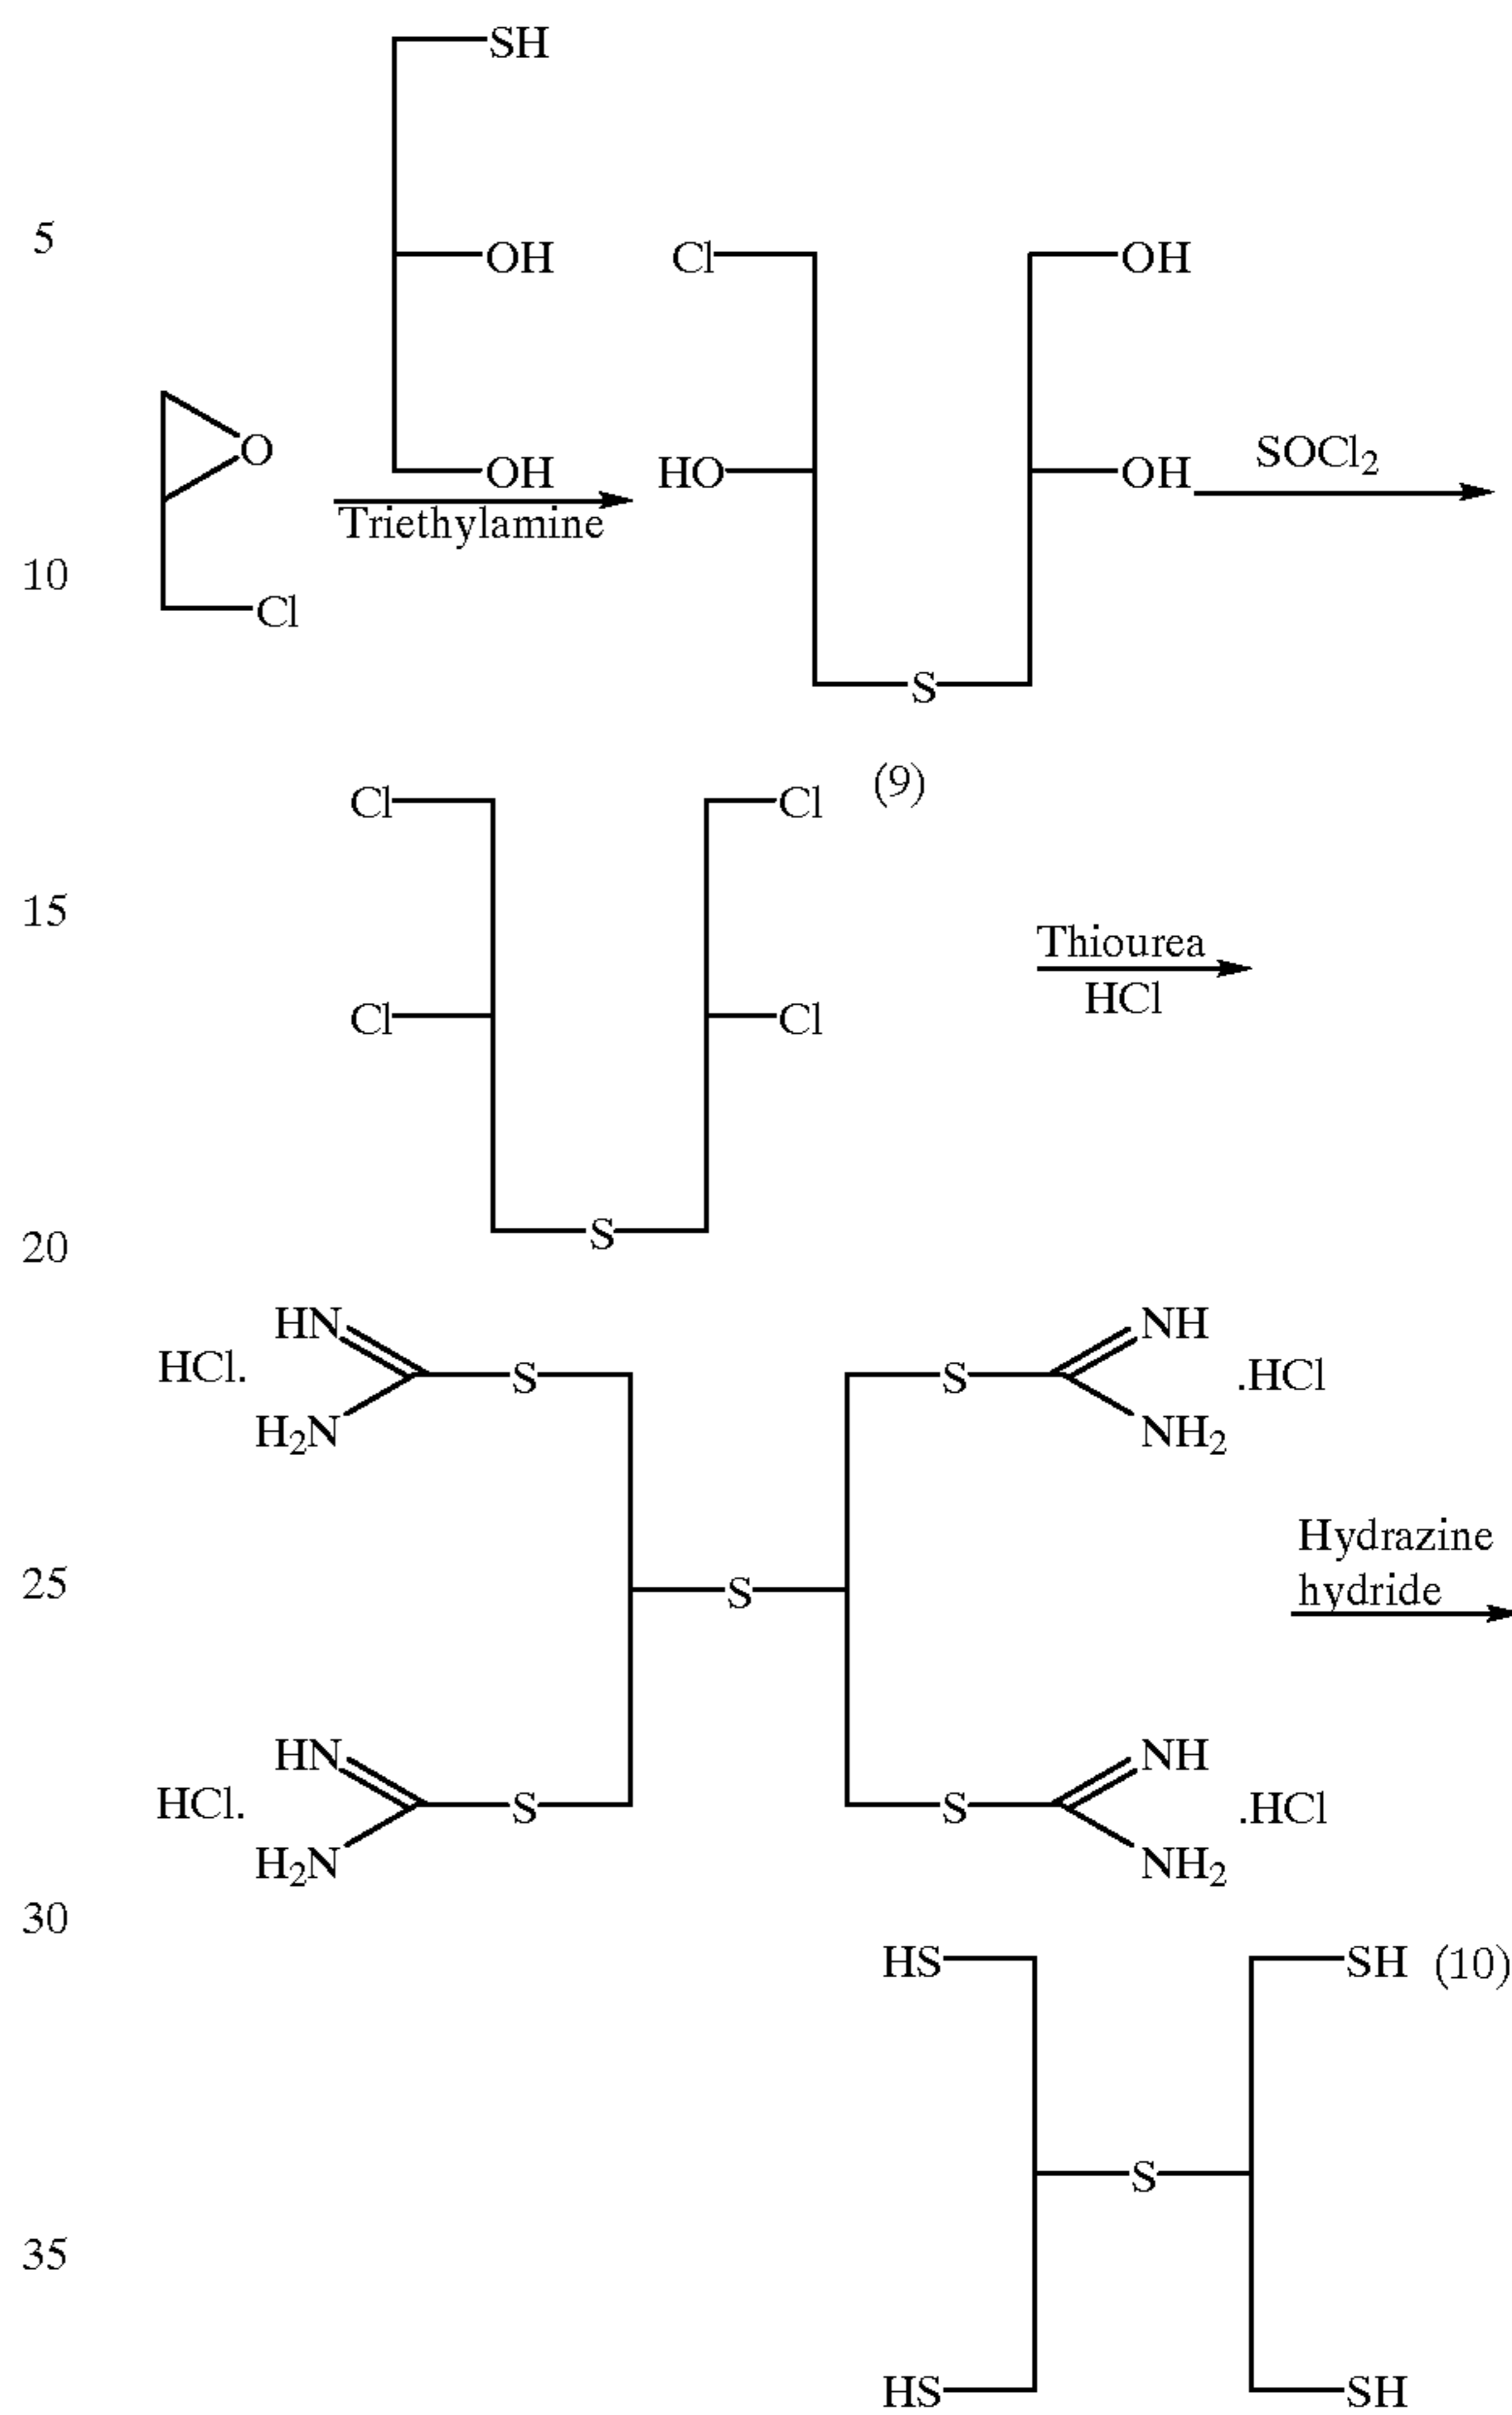 SH
5
OH
Cl
OH
O
HO
OH
SOCl2
OH
Triethylamine
10
Cl
S
(9)
Cl
Cl
15
Thiourea
HCl
Cl
Cl
20
S
HN
NH
HCl.
S
S
.HCl
H2N
NH2
25
S
Hydrazine
hydride
HN
NH
HCl.
S
S
.HCl
H2N
NH2
30
HS
SH (10)
S
35
HS
SH